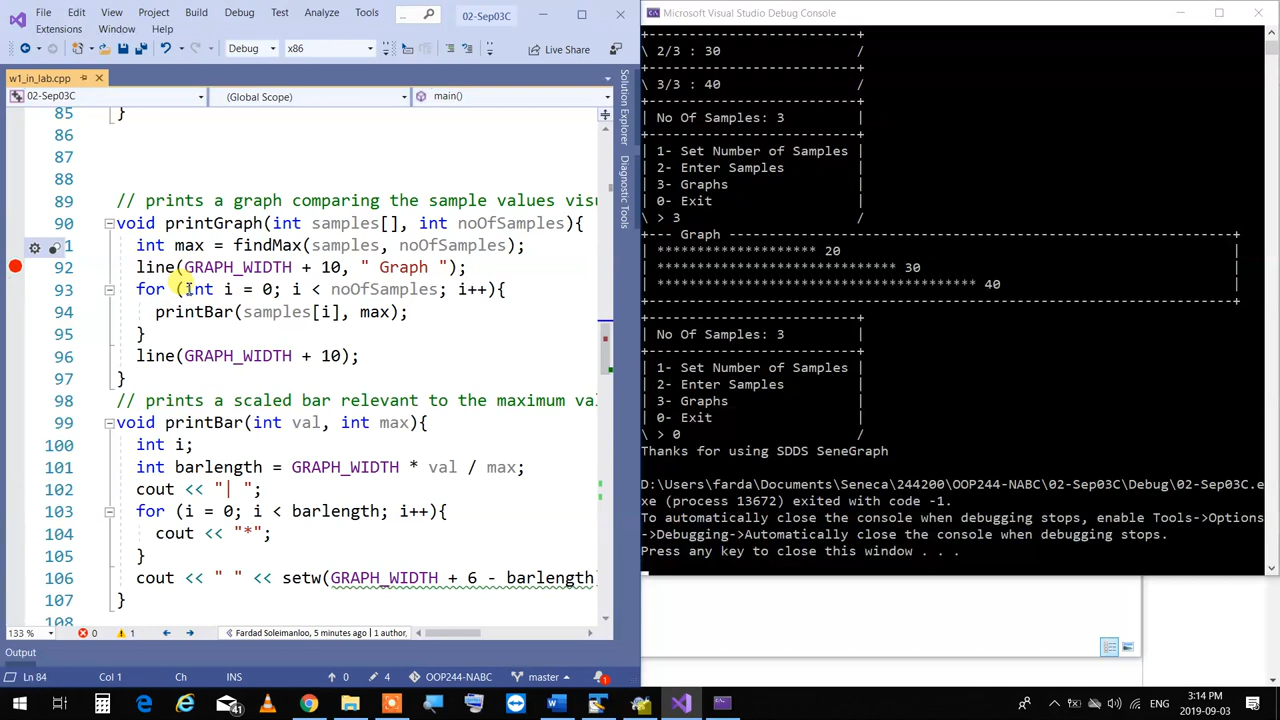 File Edit View Project Build Debug Test Analyze Tools
... 02-Sep03C
Extensions Window Help
Debug x86 Live Share
w1_in_lab.cpp
02-Sep03C (Global Scope) main()
85 }
86
87
88
89 // prints a graph comparing the sample values visu
90 void printGraph(int samples[], int noOfSamples){
1 int max = findMax(samples, noOfSamples);
92 line(GRAPH_WIDTH + 10, " Graph ");
93 for (int i = 0; i < noOfSamples; i++){
94 printBar(samples[i], max);
95 }
96 line(GRAPH_WIDTH + 10);
97 }
98 // prints a scaled bar relevant to the maximum val
99 void printBar(int val, int max){
100 int i;
101 int barlength = GRAPH_WIDTH * val / max;
102 cout << "| ";
103 for (i = 0; i < barlength; i++){
104 cout << "*";
105 }
106 cout << " " << setw(GRAPH_WIDTH + 6 - barlength)
107 }
108
133 % 0 1 Fardad Soleimanloo, 5 minutes ago | 1 author,
Output
Ln 84 Col 1 Ch 1 INS 0 4 OOP244-NABC master 1
Solution Explorer
Diagnostic Tools
Microsoft Visual Studio Debug Console
+---------------------------+
\ 2/3 : 30 /
+---------------------------+
\ 3/3 : 40 /
+---------------------------+
| No Of Samples: 3 |
+---------------------------+
| 1- Set Number of Samples |
| 2- Enter Samples |
| 3- Graphs |
| 0- Exit |
\ > 3 /
+--- Graph -----------------------------------------------------------------+
| ******************** 20 |
| ****************************** 30 |
| **************************************** 40 |
+---------------------------------------------------------------------------+
+---------------------------+
| No Of Samples: 3 |
+---------------------------+
| 1- Set Number of Samples |
| 2- Enter Samples |
| 3- Graphs |
| 0- Exit |
\ > 0 /
Thanks for using SDDS SeneGraph
D:\Users\farda\Documents\Seneca\244200\OOP244-NABC\02-Sep03C\Debug\02-Sep03C.e
xe (process 13672) exited with code -1.
To automatically close the console when debugging stops, enable Tools->Options
->Debugging->Automatically close the console when debugging stops.
Press any key to close this window . . .
41
ENG
3:14 PM
2019-09-03